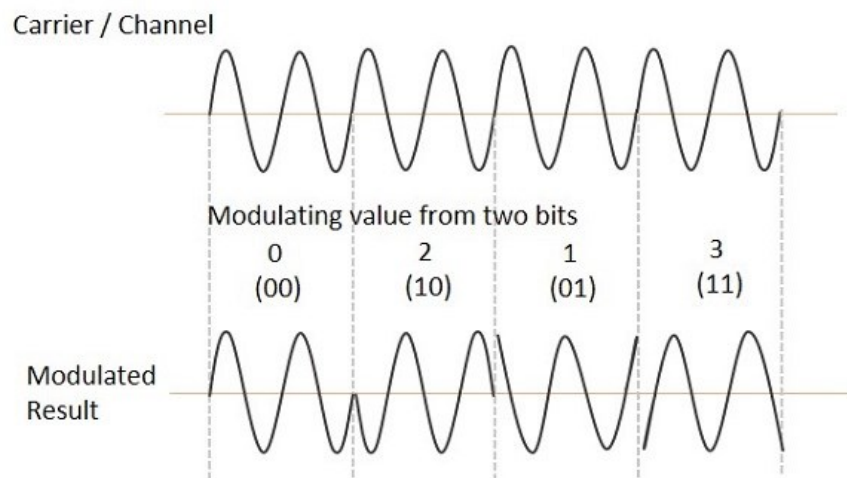 Carrier / Channel
Modulating value from two bits
0 2 1 3
(00) (10) (01) (11)
Modulated
Result